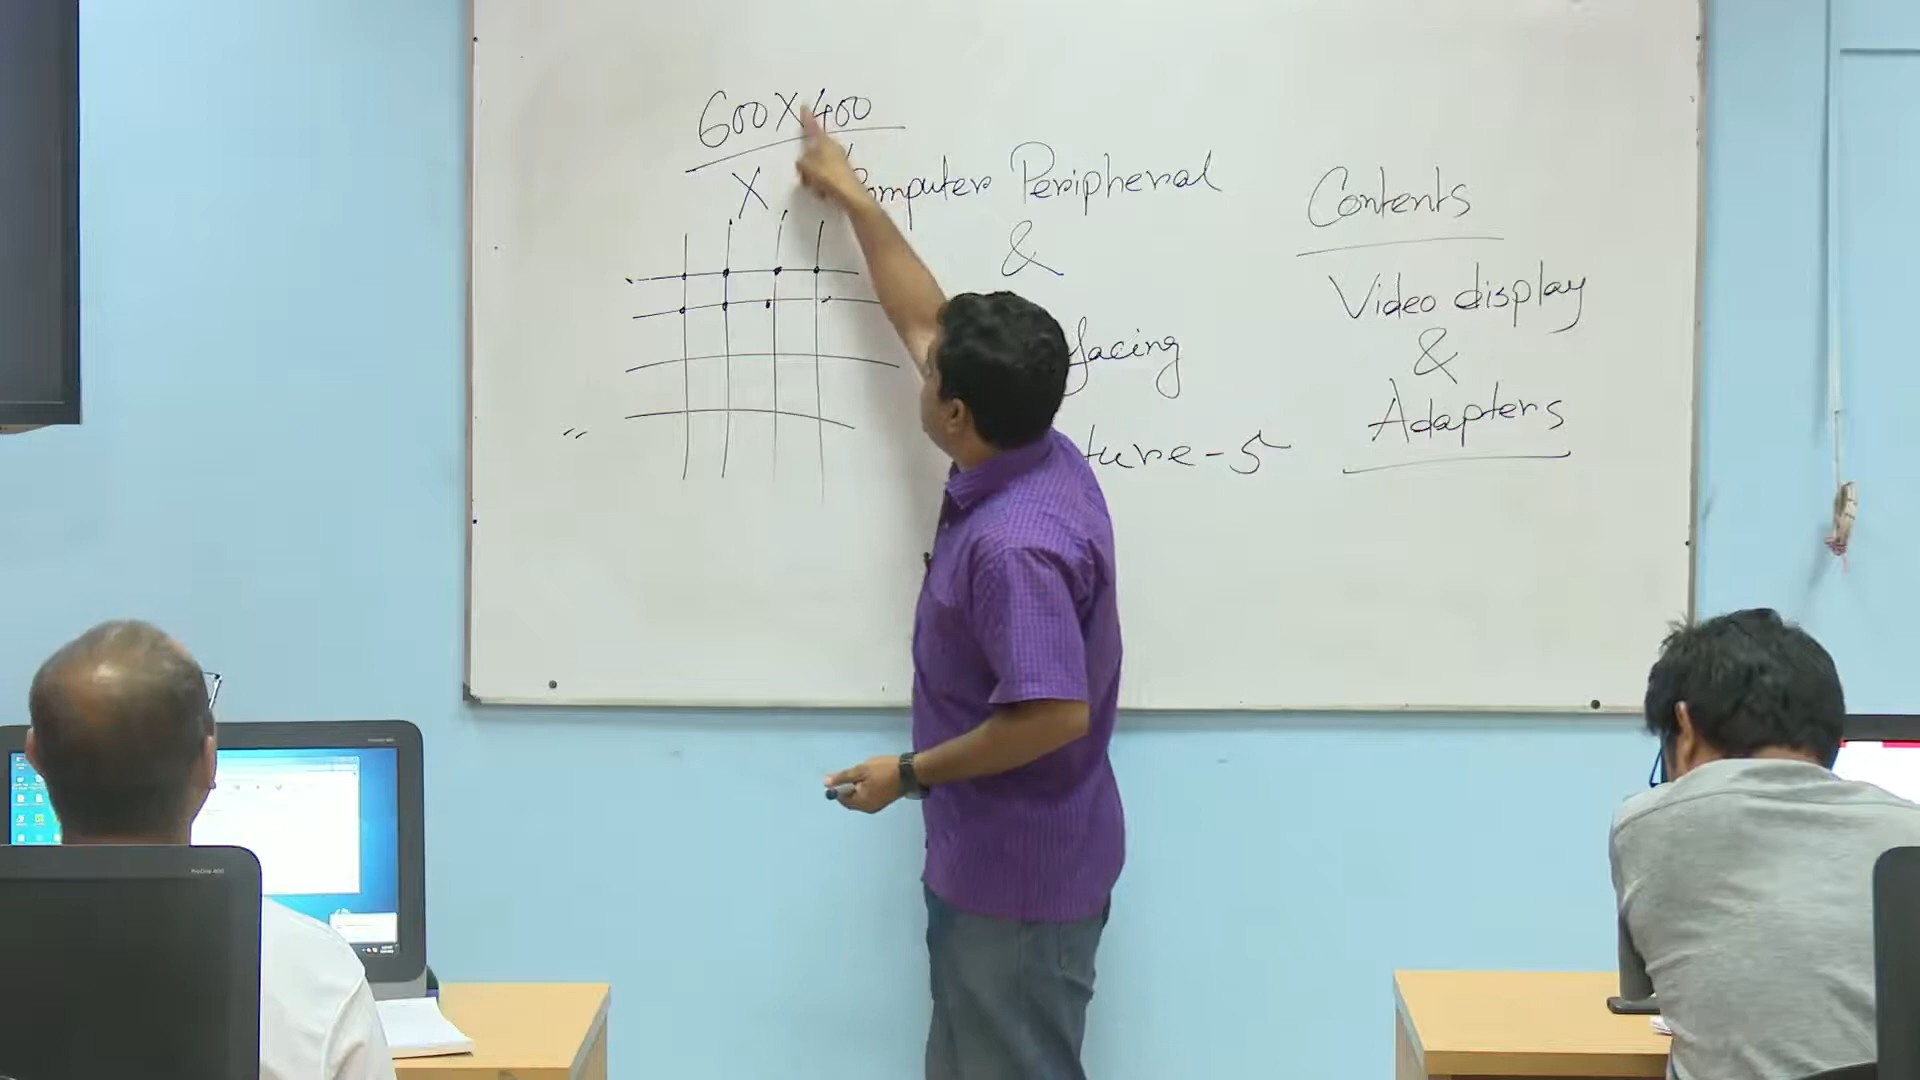 600X400
X
Computer Peripheral
&
facing
ture-5
Contents
Video display
&
Adapters